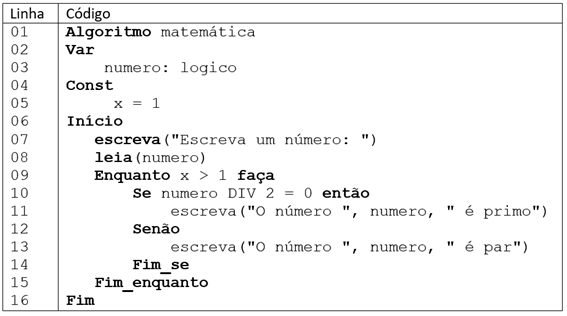 Linha Código
01 Algoritmo matemática
02 Var
03 numero: logico
04 Const
05 x = 1
06 Início
07 escreva("Escreva um número: ")
08 leia(numero)
09 Enquanto x > 1 faça
10 Se numero DIV 2 = 0 então
11 escreva("O número ", numero, " é primo")
12 Senão
13 escreva("O número ", numero, " é par")
14 Fim_se
15 Fim_enquanto
16 Fim